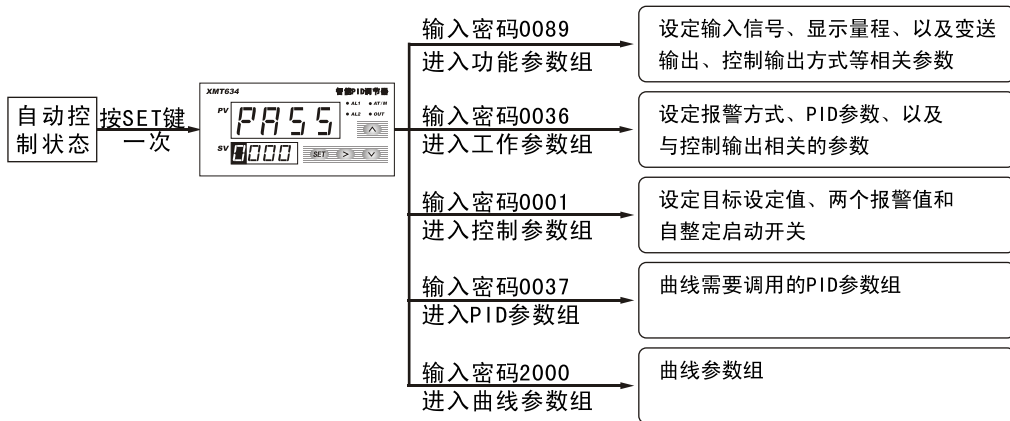 自动控
制状态
按SET键
一次
XMT634
智能PID调节器
PV
PASS
AL1
AT/M
AL2
OUT
SV
0000
SET
输入密码0089
进入功能参数组
设定输入信号、显示量程、以及变送
输出、控制输出方式等相关参数
输入密码0036
进入工作参数组
设定报警方式、PID参数、以及
与控制输出相关的参数
输入密码0001
进入控制参数组
设定目标设定值、两个报警值和
自整定启动开关
输入密码0037
进入PID参数组
曲线需要调用的PID参数组
输入密码2000
进入曲线参数组
曲线参数组